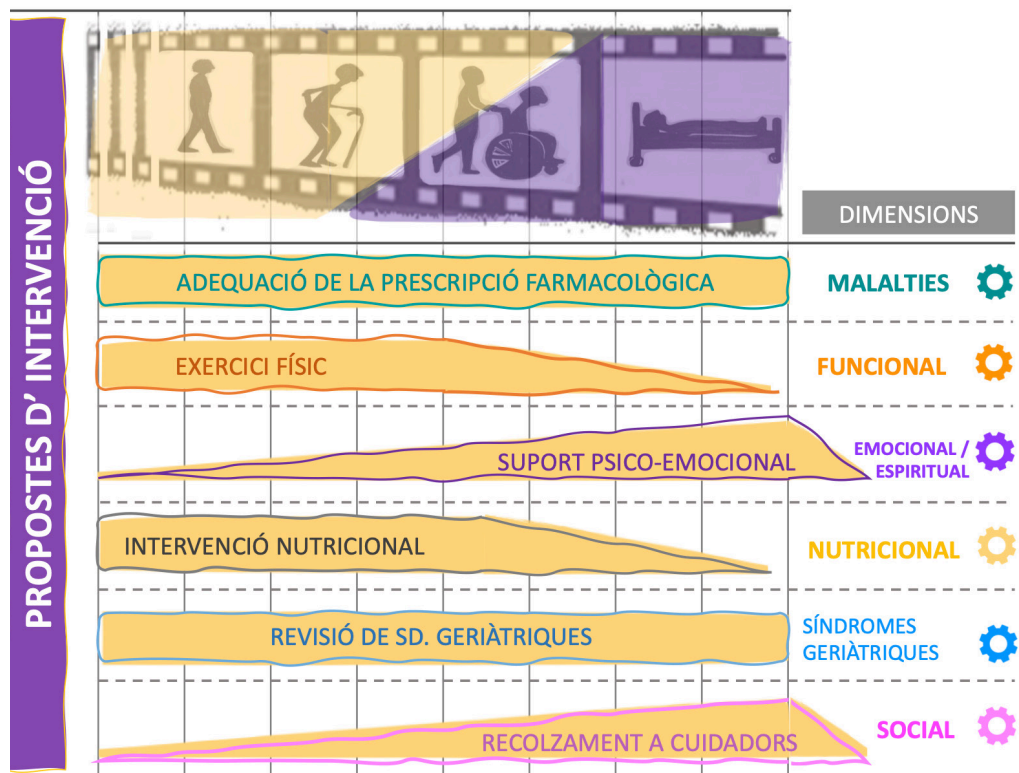 PROPOSTES D' INTERVENCIÓ
DIMENSIONS
ADEQUACIÓ DE LA PRESCRIPCIÓ FARMACOLÒGICA
MALALTIES
EXERCICI FÍSIC
FUNCIONAL
SUPORT PSICO-EMOCIONAL
EMOCIONAL /
ESPIRITUAL
INTERVENCIÓ NUTRICIONAL
NUTRICIONAL
REVISIÓ DE SD. GERIÀTRIQUES
SÍNDROMES
GERIÀTRIQUES
RECOLZAMENT A CUIDADORS
SOCIAL